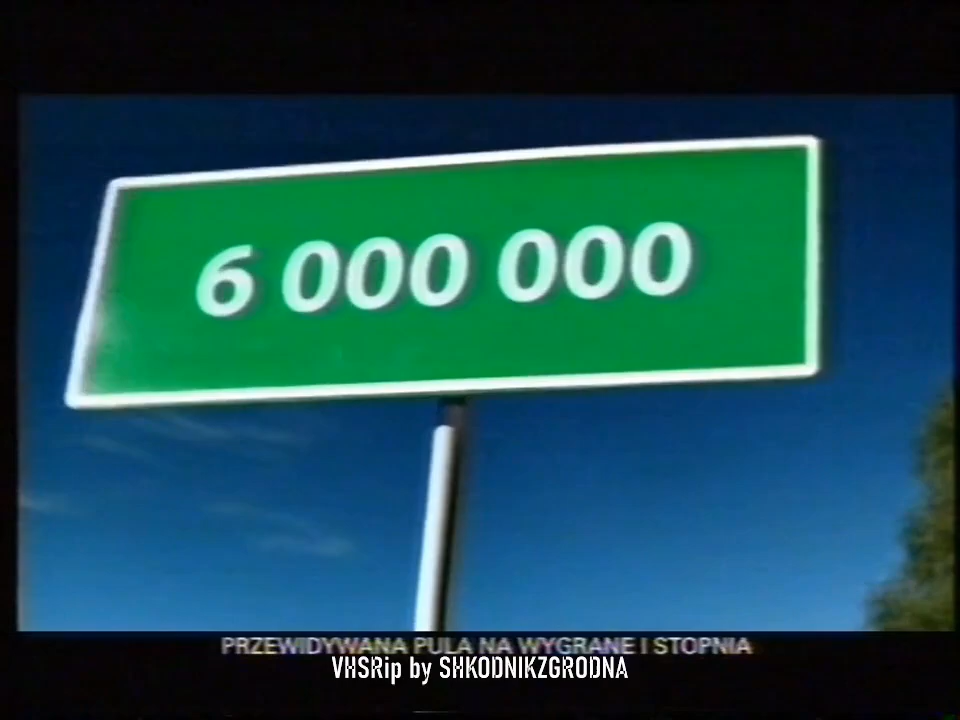 6 000 000
PRZEWIDYWANA PULA NA WYGRANE I STOPNIA
VHSRip by SHKODNIKZGRODNA